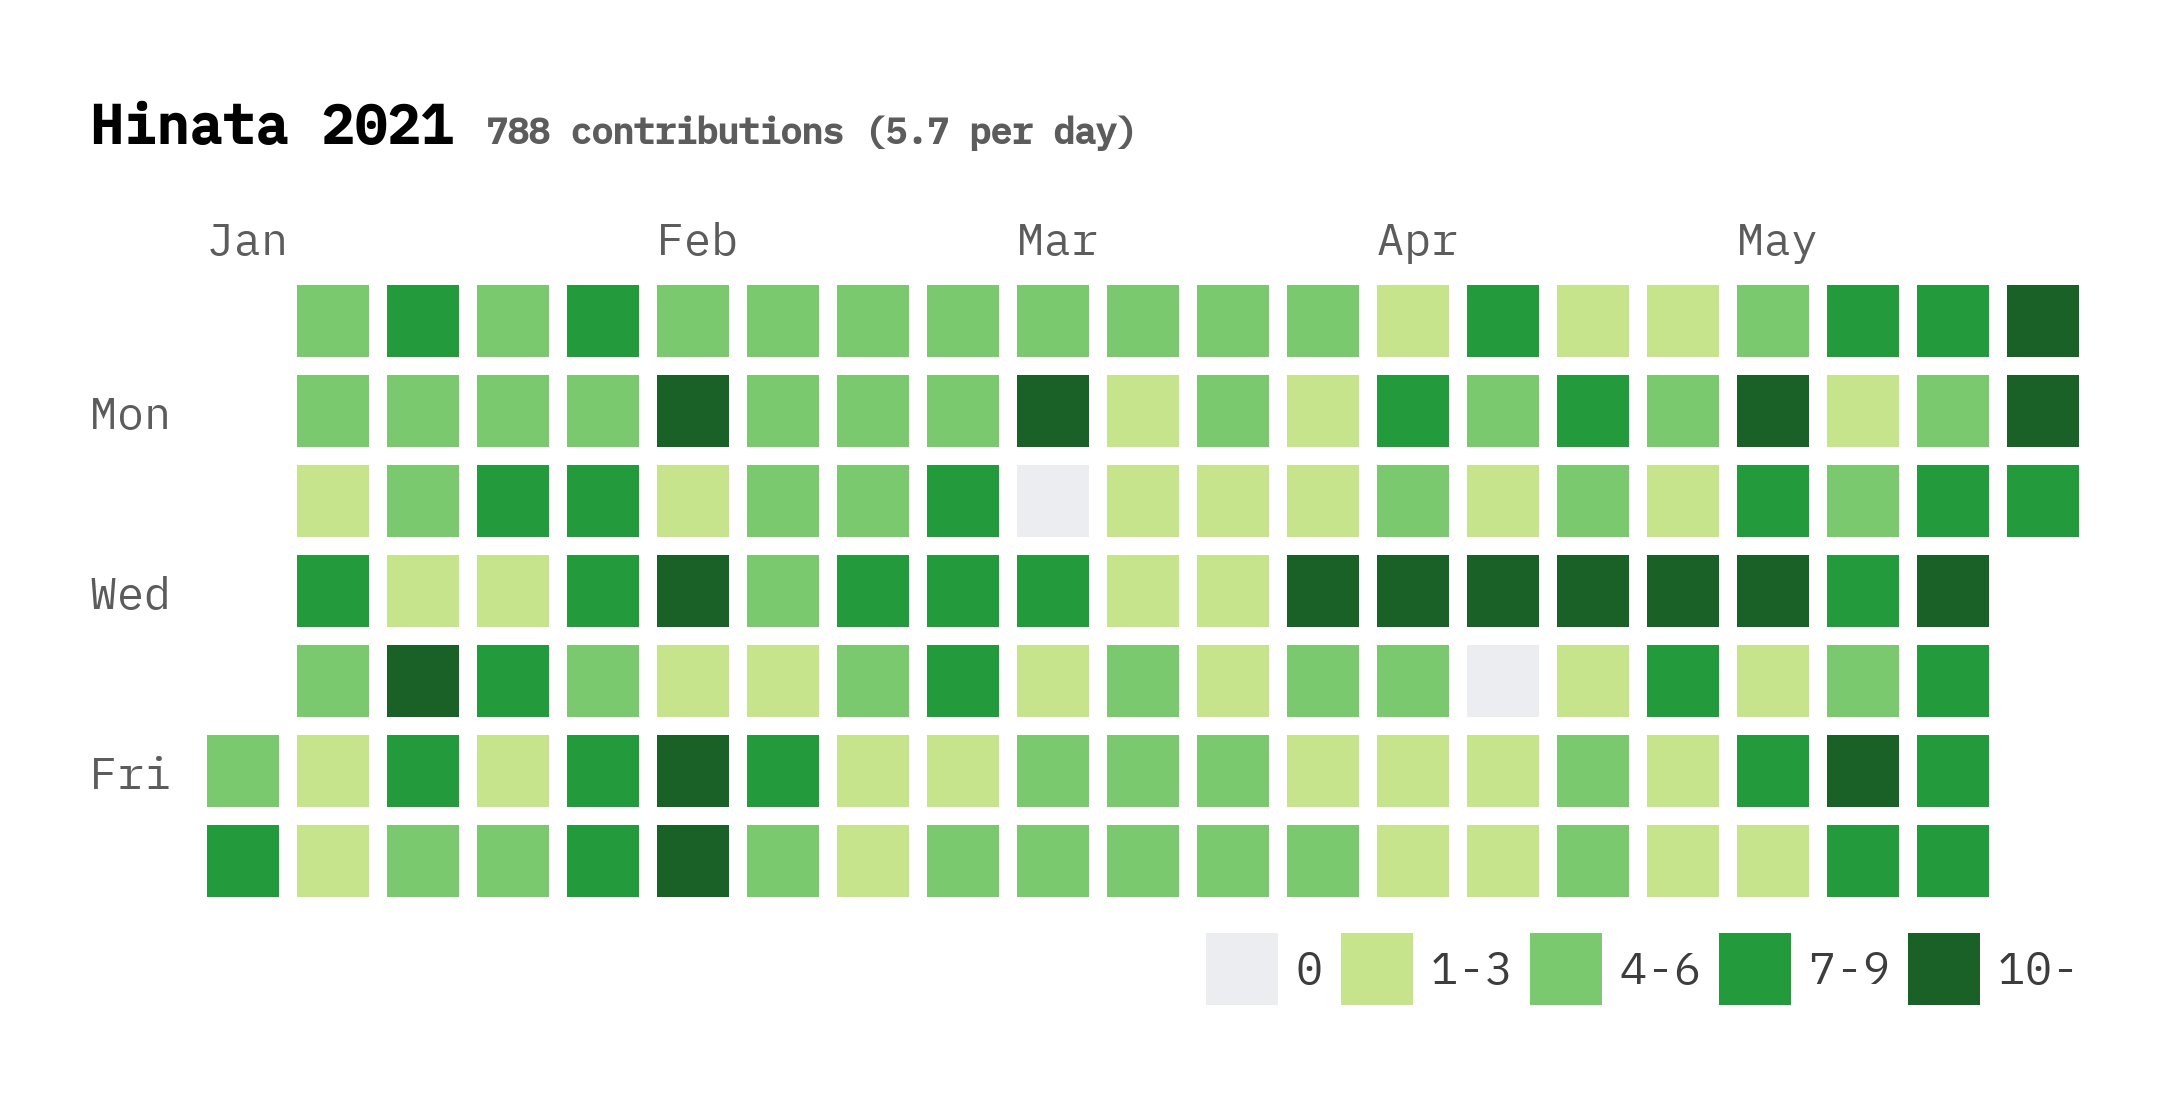 Hinata 2021 788 contributions (5.7 per day)
Jan Feb Mar Apr May
Mon
Wed
Fri
0 1-3 4-6 7-9 10-